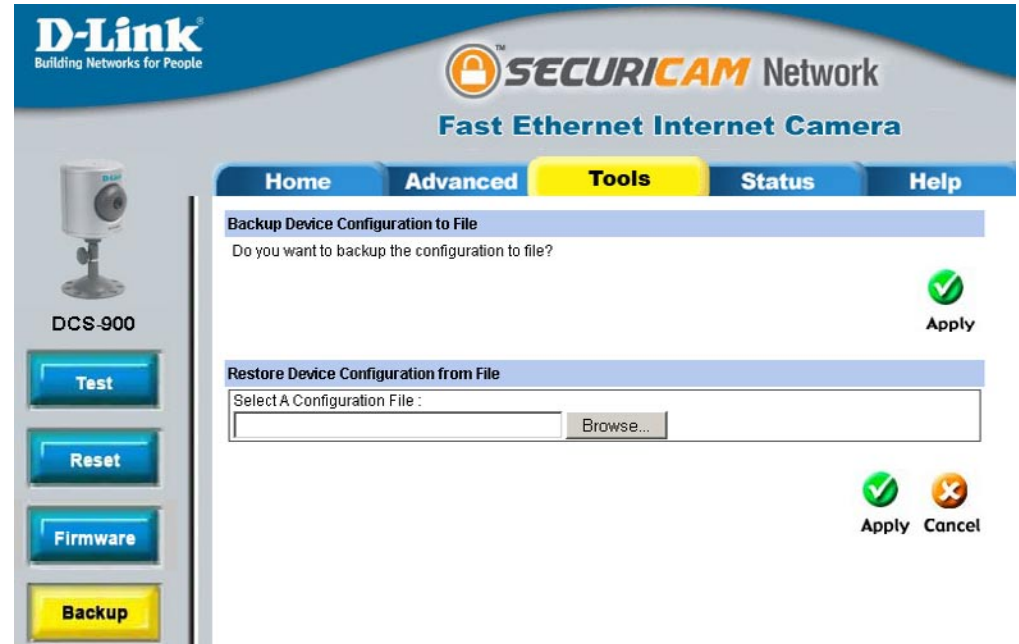 D-Link®
Building Networks for People
™
SECURICAM Network
Fast Ethernet Internet Camera
Home Advanced Tools Status Help
D-Link
DCS-900
Test
Reset
Firmware
Backup
Backup Device Configuration to File
Do you want to backup the configuration to file?
Apply
Restore Device Configuration from File
Select A Configuration File :
Browse...
Apply Cancel